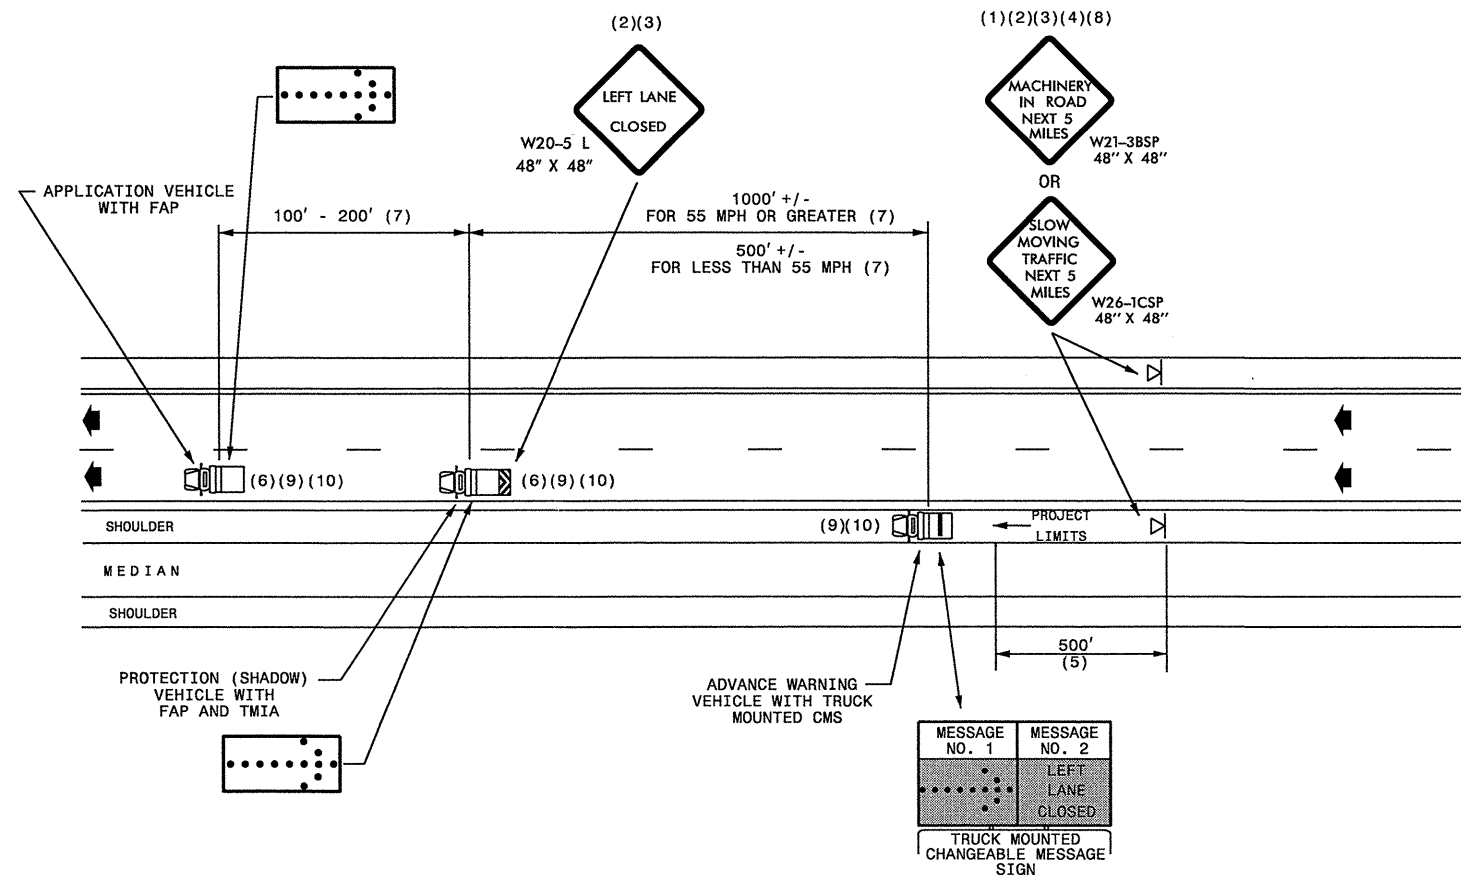 (2)(3)
(1)(2)(3)(4)(8)
LEFT LANE
CLOSED
W20-5 L
48" X 48"
MACHINERY
IN ROAD
NEXT 5
MILES
W21-3BSP
48" X 48"
OR
SLOW
MOVING
TRAFFIC
NEXT 5
MILES
W26-1CSP
48" X 48"
APPLICATION VEHICLE
WITH FAP
100' - 200' (7)
1000' +/-
FOR 55 MPH OR GREATER (7)
500' +/-
FOR LESS THAN 55 MPH (7)
(6)(9)(10)
(6)(9)(10)
SHOULDER
(9)(10)
PROJECT
LIMITS
MEDIAN
SHOULDER
500'
(5)
PROTECTION (SHADOW)
VEHICLE WITH
FAP AND TMIA
ADVANCE WARNING
VEHICLE WITH TRUCK
MOUNTED CMS
MESSAGE
NO. 1
MESSAGE
NO. 2
LEFT
LANE
CLOSED
TRUCK MOUNTED
CHANGEABLE MESSAGE
SIGN